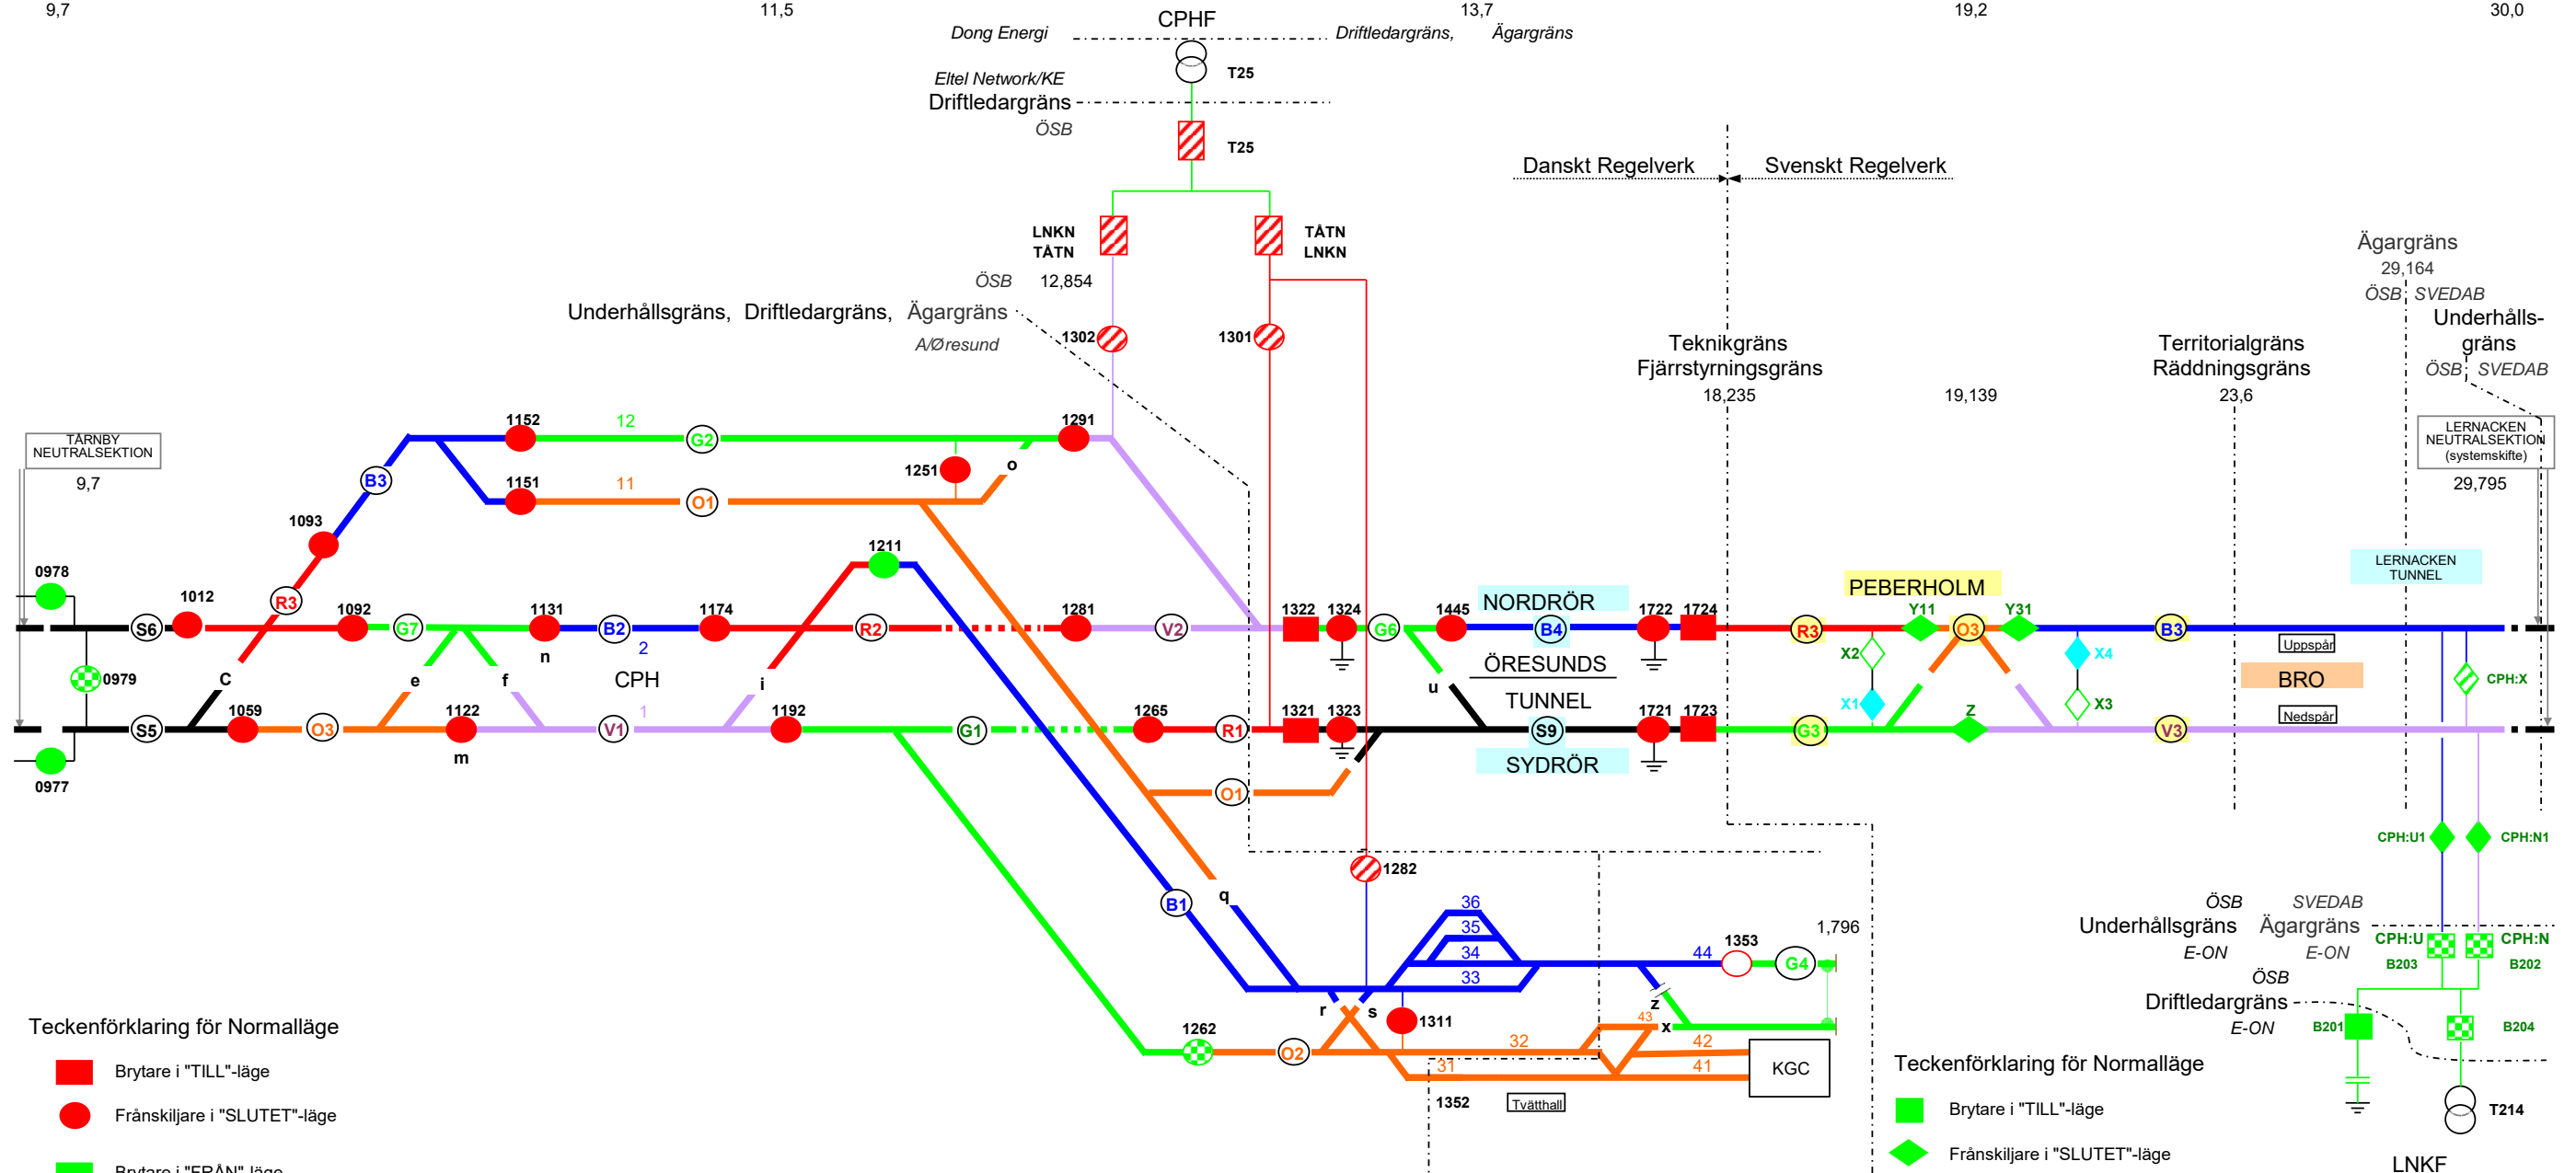 9,7
11,5
13,7
19,2
30,0
CPHF
Dong Energi
Driftledargräns, Ägargräns
T25
Eltel Network/KE
Driftledargräns
ÖSB
T25
Danskt Regelverk
Svenskt Regelverk
LNKN
TÅTN
TÅTN
LNKN
ÖSB 12,854
Underhållsgräns, Driftledargräns, Ägargräns
A/Øresund
1302
1301
Teknikgräns
Fjärrstyrningsgräns
18,235
19,139
Territorialgräns
Räddningsgräns
23,6
Ägargräns
29,164
ÖSB SVEDAB
Underhålls-
gräns
ÖSB SVEDAB
TÅRNBY
NEUTRALSEKTION
9,7
LERNACKEN
NEUTRALSEKTION
(systemskifte)
29,795
1152
12
G2
1291
B3
1151
11
O1
1251
o
1093
1211
0978
1012
S6
R3
1092
G7
1131
n
B2
2
1174
R2
1281
V2
1322
1324
G6
1445
NORDRÖR
B4
1722
1724
R3
PEBERHOLM
Y11
O3
Y31
B3
LERNACKEN
TUNNEL
Uppspår
0979
C
e
f
CPH
i
ÖRESUNDS
TUNNEL
u
X2
X1
X4
X3
BRO
CPH:X
S5
1059
O3
1122
m
V1
1
1192
G1
1265
R1
1321
1323
S9
SYDRÖR
1721
1723
G3
Z
V3
Nedspår
0977
O1
1282
CPH:U1
CPH:N1
B1
q
36
35
34
33
44
1353
G4
1,796
ÖSB SVEDAB
Underhållsgräns Ägargräns
E-ON E-ON
CPH:U
B203
CPH:N
B202
ÖSB
Driftledargräns
E-ON
B201
B204
r
s
z
x
43
1311
1262
O2
32
42
31
41
KGC
1352
Tvätthall
T214
LNKF
Teckenförklaring för Normalläge
Brytare i "TILL"-läge
Frånskiljare i "SLUTET"-läge
Brytare i "FRÅN"-läge
Teckenförklaring för Normalläge
Brytare i "TILL"-läge
Frånskiljare i "SLUTET"-läge